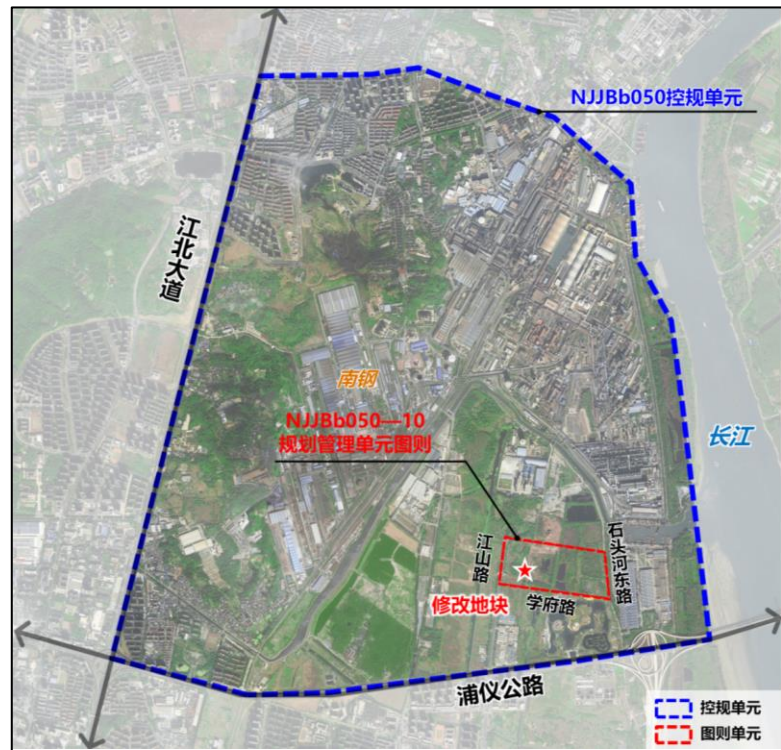 NJJBb050控规单元
江北大道
南钢
NJJBb050—10
规划管理单元图则
长江
江山路
石头河东路
修改地块
学府路
浦仪公路
控规单元
图则单元